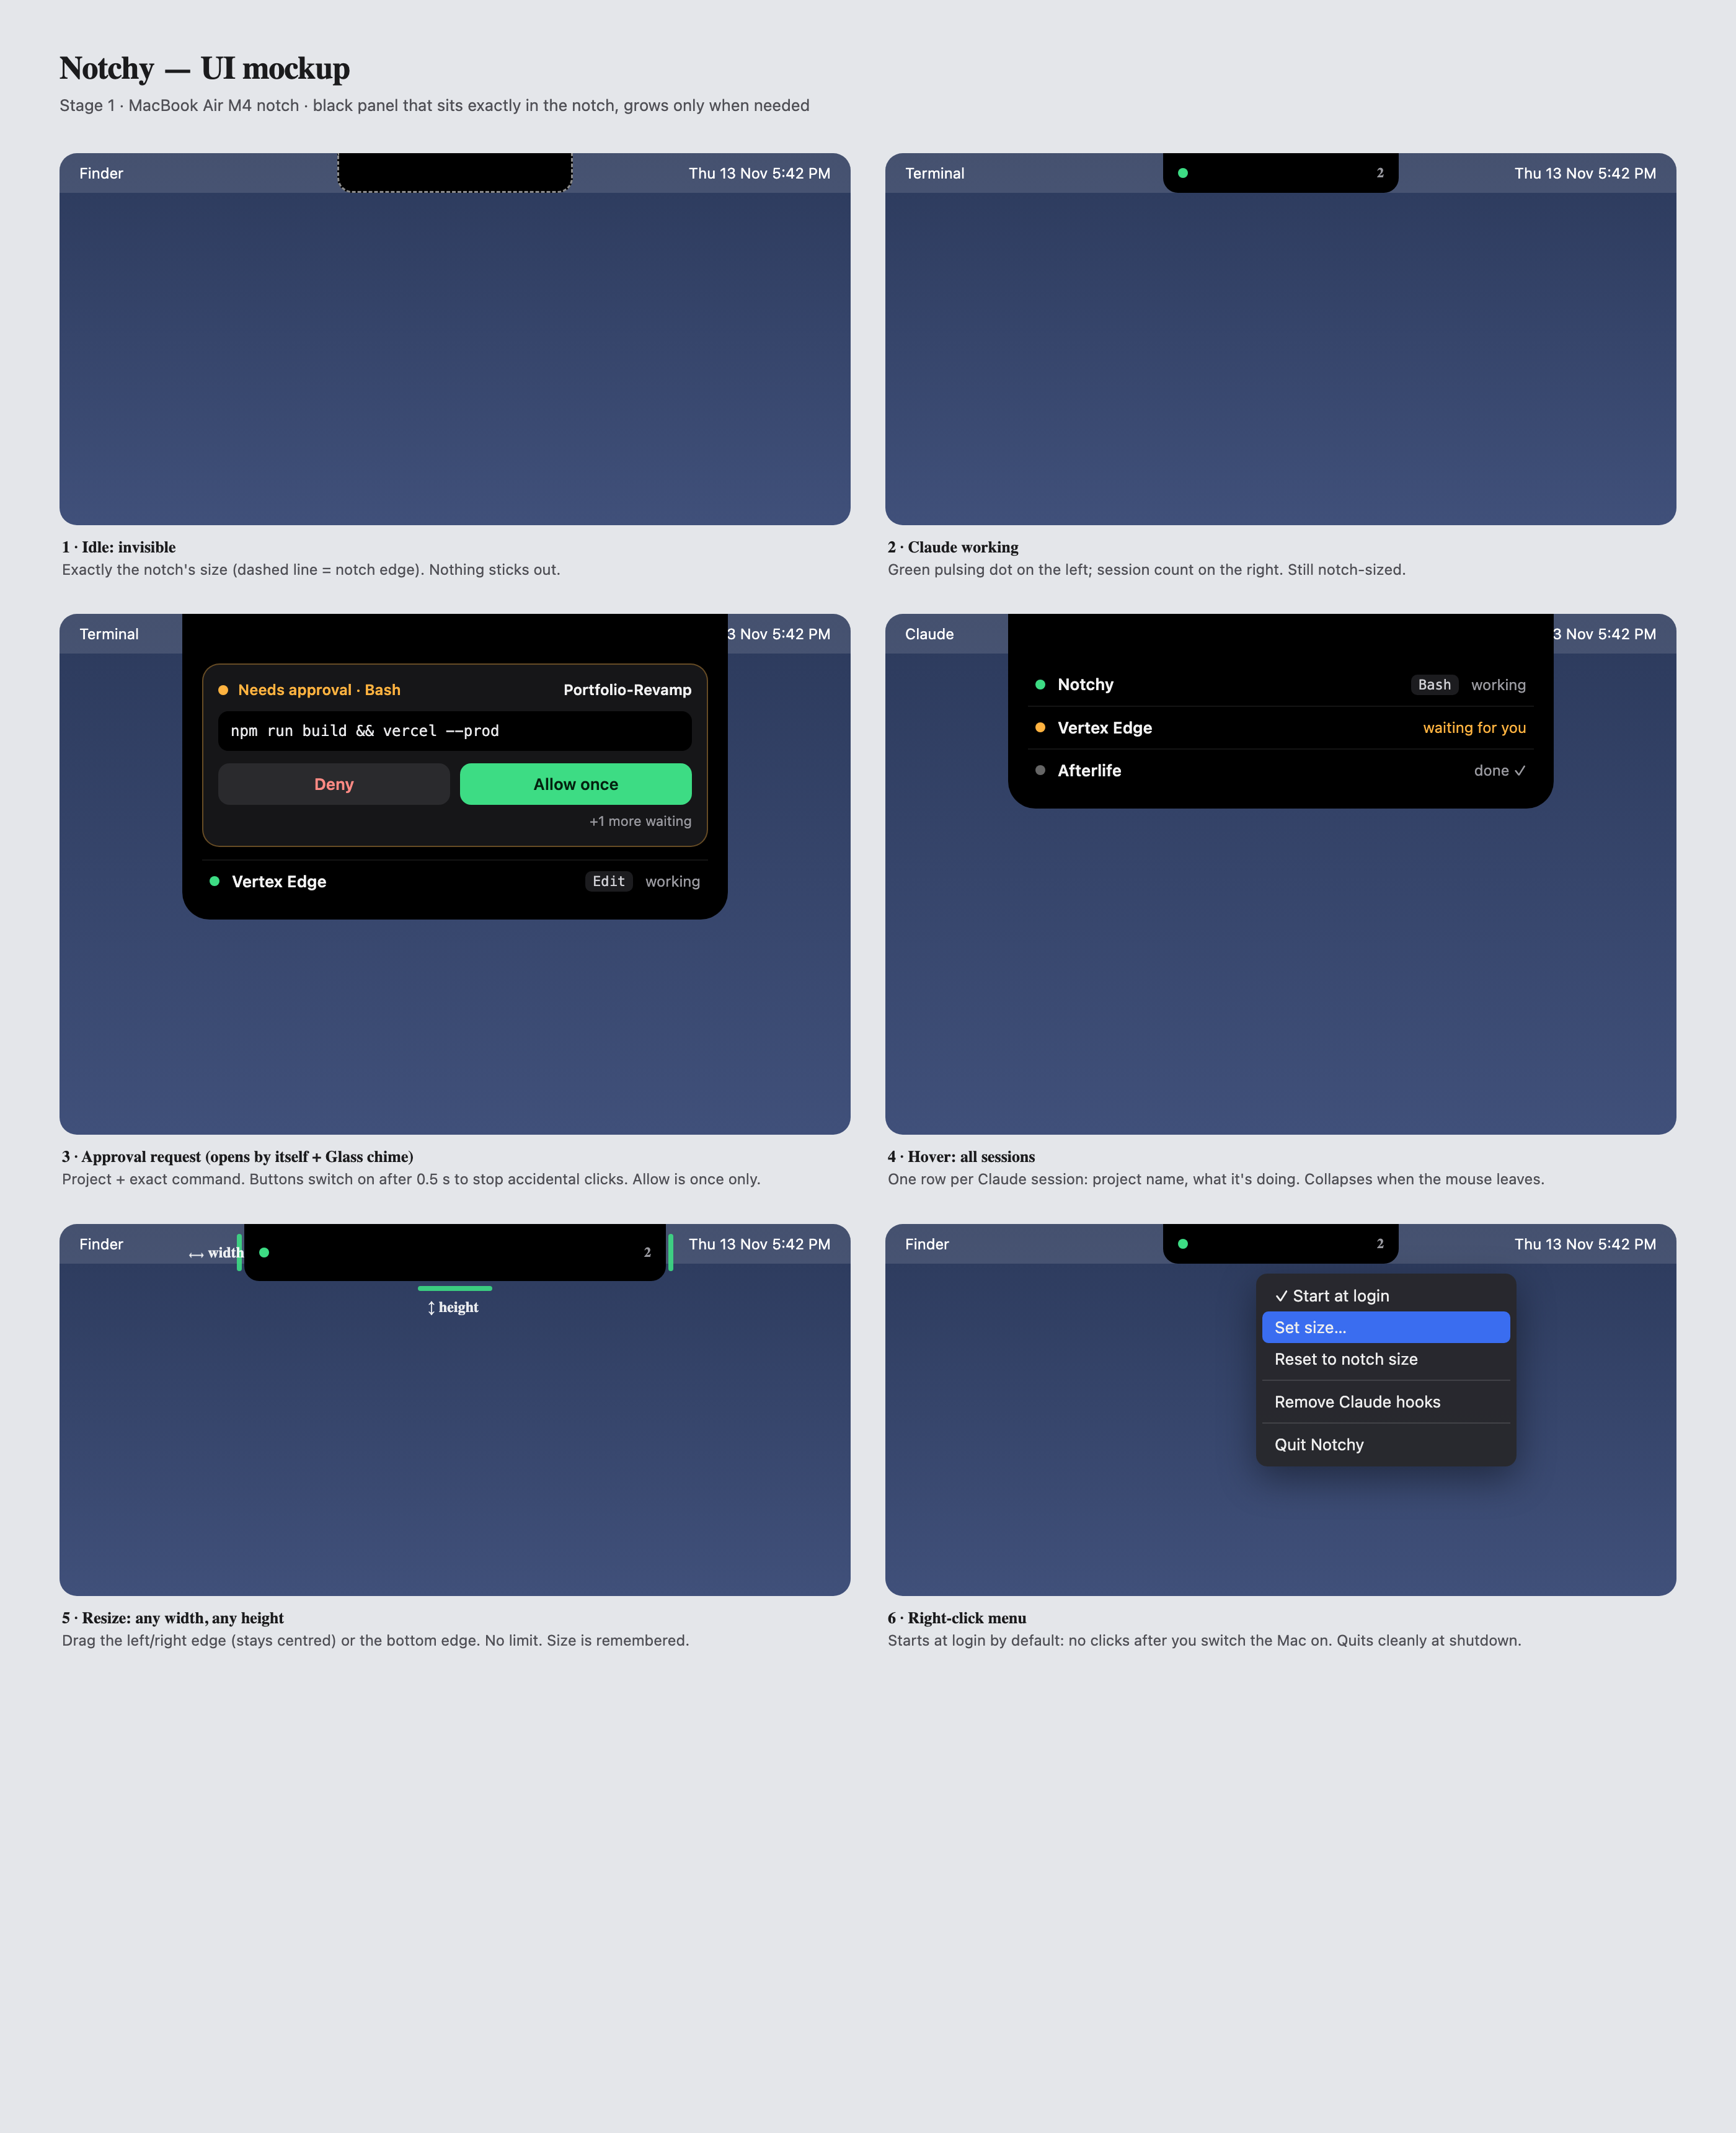 Notchy — UI mockup
Stage 1 · MacBook Air M4 notch · black panel that sits exactly in the notch, grows only when needed
Finder
Thu 13 Nov 5:42 PM
1 · Idle: invisible
Exactly the notch's size (dashed line = notch edge). Nothing sticks out.
Terminal
2
Thu 13 Nov 5:42 PM
2 · Claude working
Green pulsing dot on the left; session count on the right. Still notch-sized.
Terminal
3 Nov 5:42 PM
Needs approval · Bash
Portfolio-Revamp
npm run build && vercel --prod
Deny
Allow once
+1 more waiting
Vertex Edge
Edit
working
3 · Approval request (opens by itself + Glass chime)
Project + exact command. Buttons switch on after 0.5 s to stop accidental clicks. Allow is once only.
Claude
3 Nov 5:42 PM
Notchy
Bash
working
Vertex Edge
waiting for you
Afterlife
done ✓
4 · Hover: all sessions
One row per Claude session: project name, what it's doing. Collapses when the mouse leaves.
Finder
↔ width
2
Thu 13 Nov 5:42 PM
↕ height
5 · Resize: any width, any height
Drag the left/right edge (stays centred) or the bottom edge. No limit. Size is remembered.
Finder
2
Thu 13 Nov 5:42 PM
✓ Start at login
Set size...
Reset to notch size
Remove Claude hooks
Quit Notchy
6 · Right-click menu
Starts at login by default: no clicks after you switch the Mac on. Quits cleanly at shutdown.